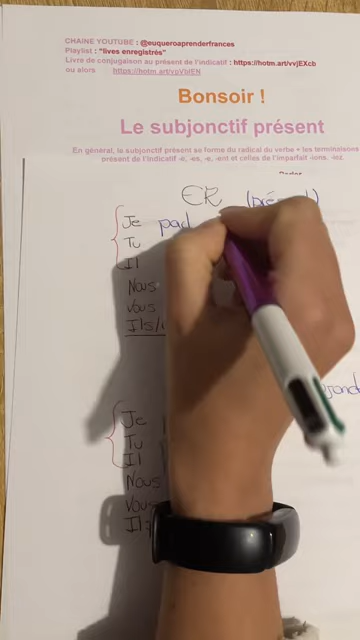 CHAINE YOUTUBE : @euqueroaprenderfrances
Playlist : "lives enregistrés"
Livre de conjugaison au présent de l'indicatif : https://hotm.art/vvjEXcb
ou alors https://hotm.art/vpVblEN
Bonsoir !
Le subjonctif présent
En général, le subjonctif présent se forme du radical du verbe + les terminaisons
présent de l'indicatif -e, -es, -e, -ent et celles de l'imparfait -ions, -iez.
ER
Je
Tu
Il
Nous
Vous
Je
Tu
Il
Nous
Vous